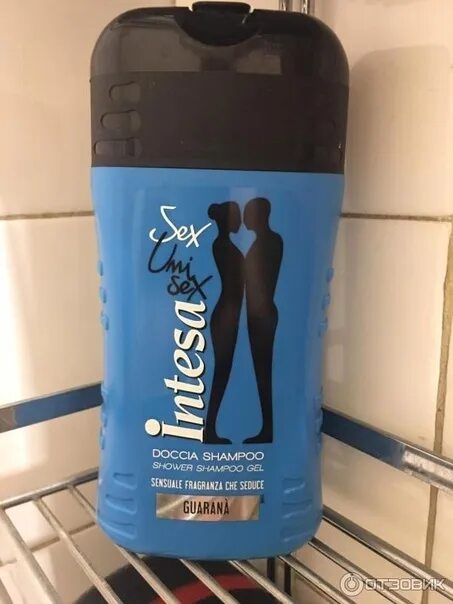 Sex
Uni
sex
intesa
DOCCIA SHAMPOO
SHOWER SHAMPOO GEL
SENSUALE FRAGRANZA CHE SEDUCE
GUARANÀ
ОТЗОВИК